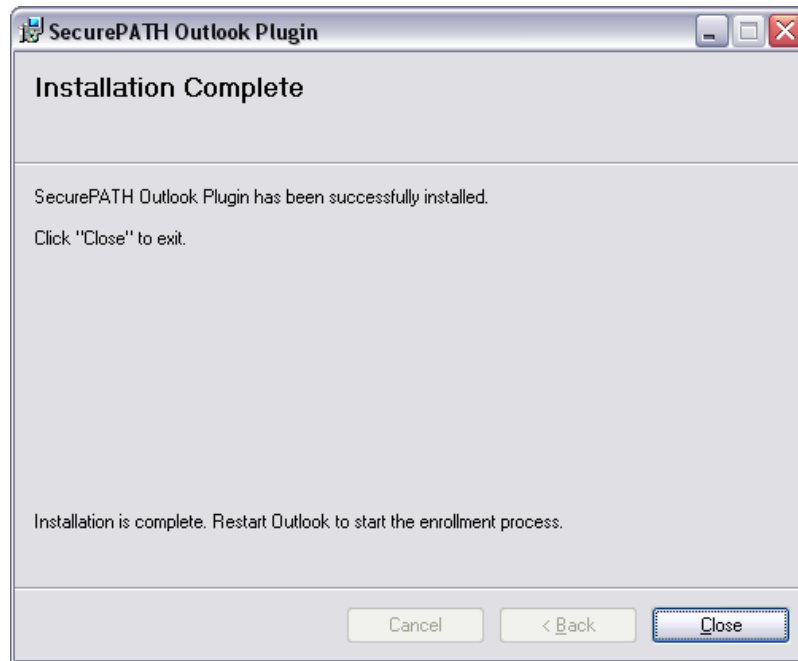 SecurePATH Outlook Plugin
Installation Complete
SecurePATH Outlook Plugin has been successfully installed.
Click "Close" to exit.
Installation is complete. Restart Outlook to start the enrollment process.
Cancel
< Back
Close